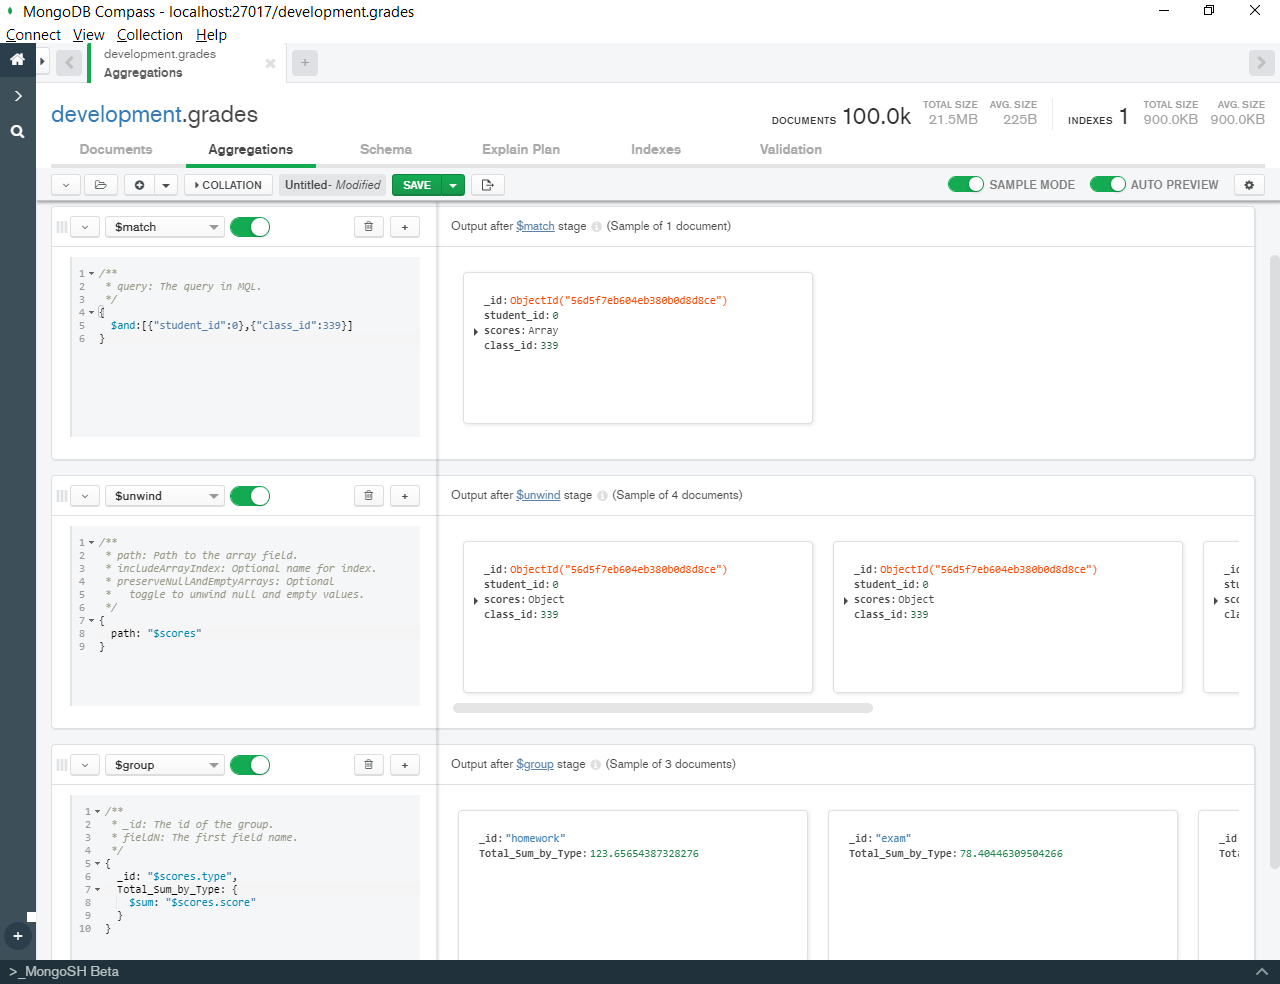 MongoDB Compass - localhost:27017/development.grades
Connect View Collection Help
development.grades
Aggregations
development.grades
DOCUMENTS 100.0k TOTAL SIZE 21.5MB AVG. SIZE 225B INDEXES 1 TOTAL SIZE 900.0KB AVG. SIZE 900.0KB
Documents Aggregations Schema Explain Plan Indexes Validation
COLLATION Untitled- Modified SAVE SAMPLE MODE AUTO PREVIEW
$match
Output after $match stage (Sample of 1 document)
1 /**
2 * query: The query in MQL.
3 */
4 {
5 $and:[{"student_id":0},{"class_id":339}]
6 }
_id: ObjectId("56d5f7eb604eb380b0d8d8ce")
student_id: 0
scores: Array
class_id: 339
$unwind
Output after $unwind stage (Sample of 4 documents)
1 /**
2 * path: Path to the array field.
3 * includeArrayIndex: Optional name for index.
4 * preserveNullAndEmptyArrays: Optional
5 * toggle to unwind null and empty values.
6 */
7 {
8 path: "$scores"
9 }
_id: ObjectId("56d5f7eb604eb380b0d8d8ce")
student_id: 0
scores: Object
class_id: 339
_id: ObjectId("56d5f7eb604eb380b0d8d8ce")
student_id: 0
scores: Object
class_id: 339
_id
stu
sco
cla
$group
Output after $group stage (Sample of 3 documents)
1 /**
2 * _id: The id of the group.
3 * fieldN: The first field name.
4 */
5 {
6 _id: "$scores.type",
7 Total_Sum_by_Type: {
8 $sum: "$scores.score"
9 }
10 }
_id: "homework"
Total_Sum_by_Type: 123.65654387328276
_id: "exam"
Total_Sum_by_Type: 78.40446309504266
_id
Tota
>_MongoSH Beta